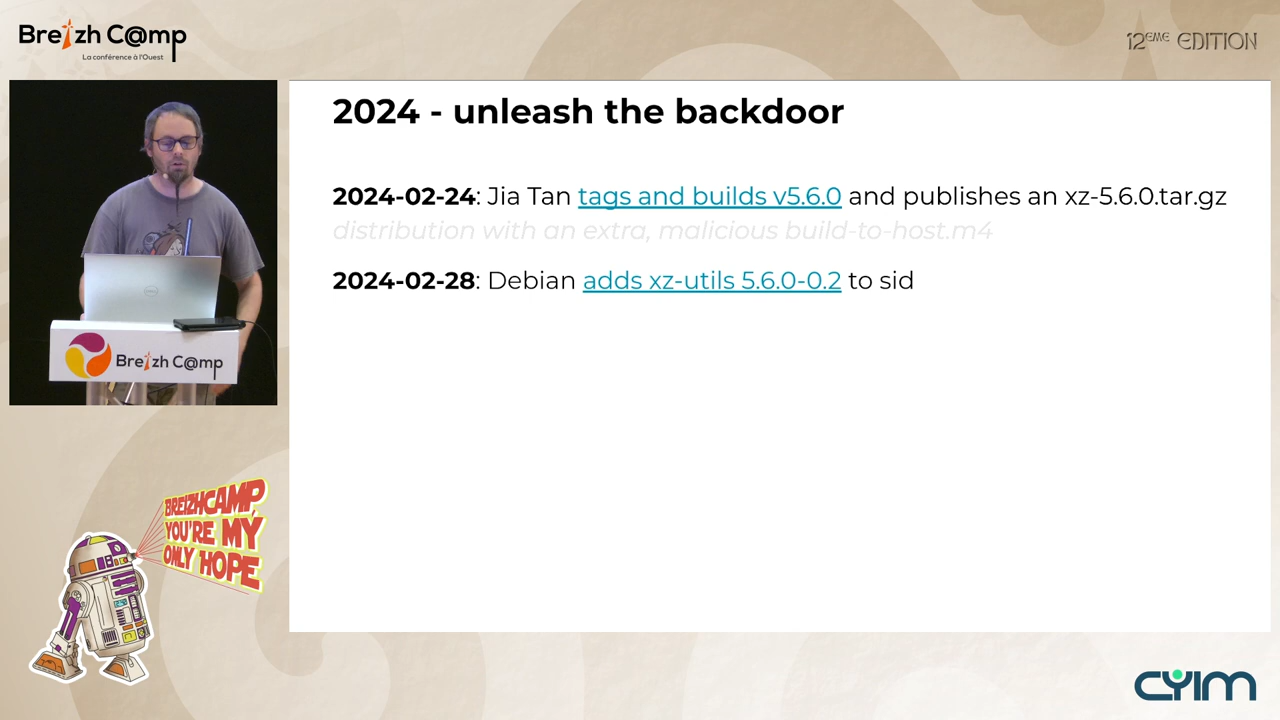 Breizh C@mp
La conférence à l'Ouest
12ÈME EDITION
2024 - unleash the backdoor
2024-02-24: Jia Tan tags and builds v5.6.0 and publishes an xz-5.6.0.tar.gz
distribution with an extra, malicious build-to-host.m4
2024-02-28: Debian adds xz-utils 5.6.0-0.2 to sid
Breizh C@mp
BREIZHCAMP
YOU'RE MY
ONLY HOPE
CYIM